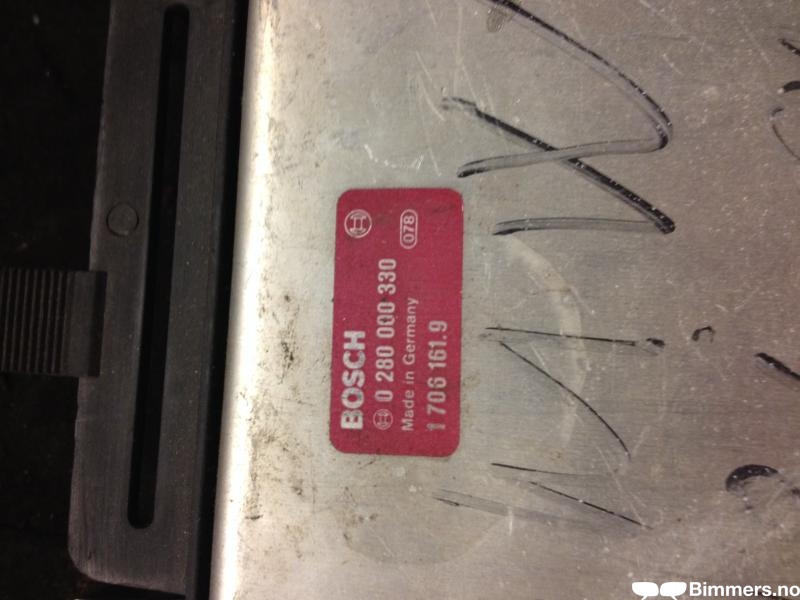 BOSCH
0 280 000 330
Made in Germany
1 706 161.9
078
Bimmers.no